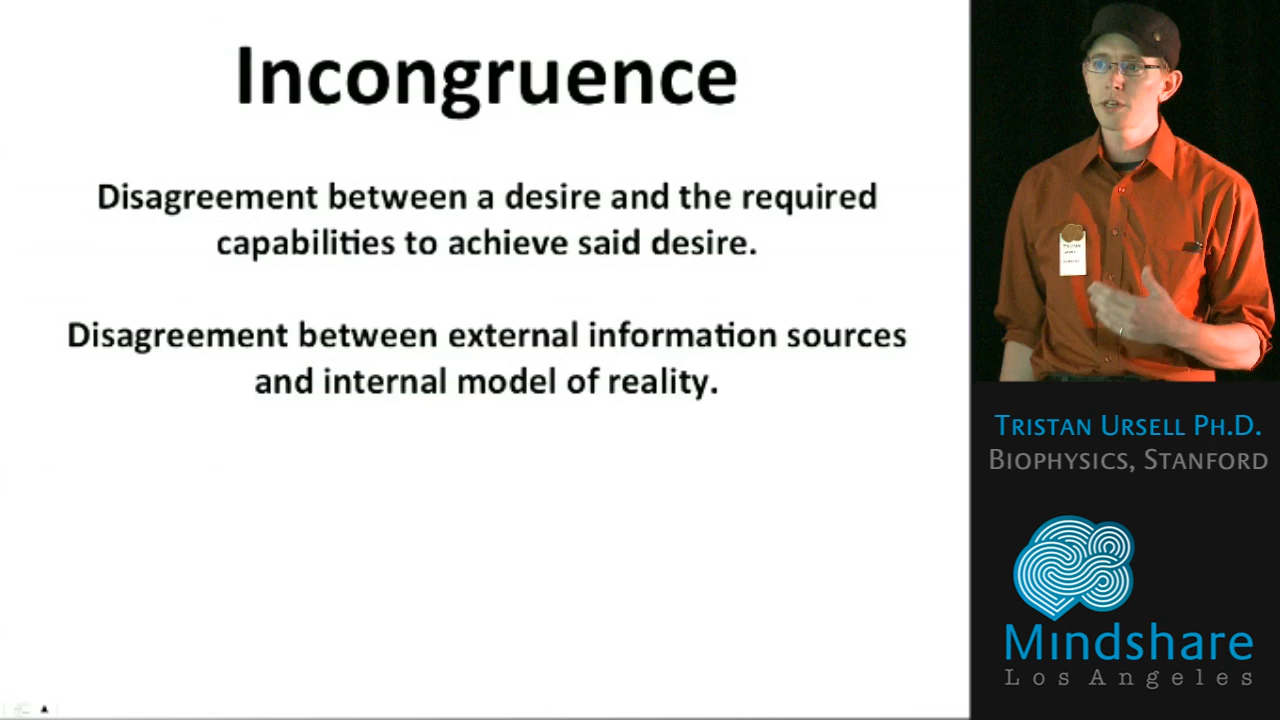 Incongruence
Disagreement between a desire and the required
capabilities to achieve said desire.
Disagreement between external information sources
and internal model of reality.
Tristan Ursell Ph.D.
Biophysics, Stanford
Mindshare
Los Angeles